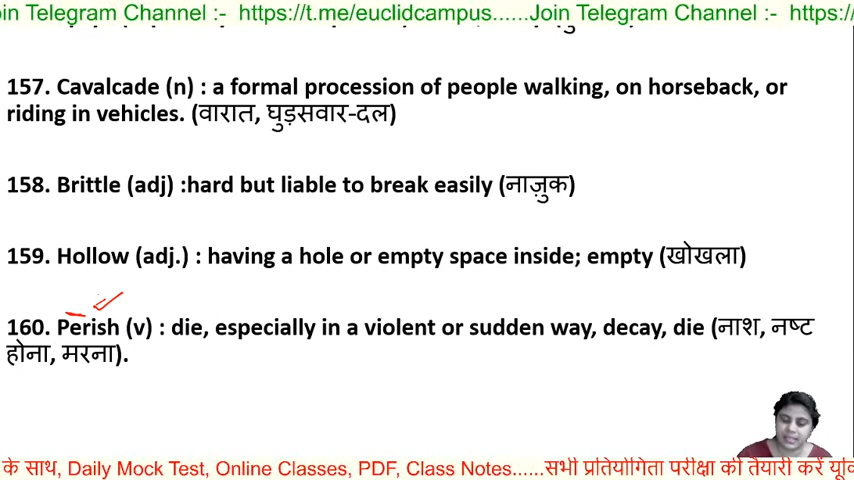 in Telegram Channel :- https://t.me/euclidcampus......Join Telegram Channel :- https:/
157. Cavalcade (n) : a formal procession of people walking, on horseback, or
riding in vehicles. (वारात, घुड़सवार-दल)
158. Brittle (adj) :hard but liable to break easily (नाज़ुक)
159. Hollow (adj.) : having a hole or empty space inside; empty (खोखला)
160. Perish (v) : die, especially in a violent or sudden way, decay, die (नाश, नष्ट
होना, मरना).
के साथ, Daily Mock Test, Online Classes, PDF, Class Notes......सभी प्रतियोगिता परीक्षा की तैयारी करें